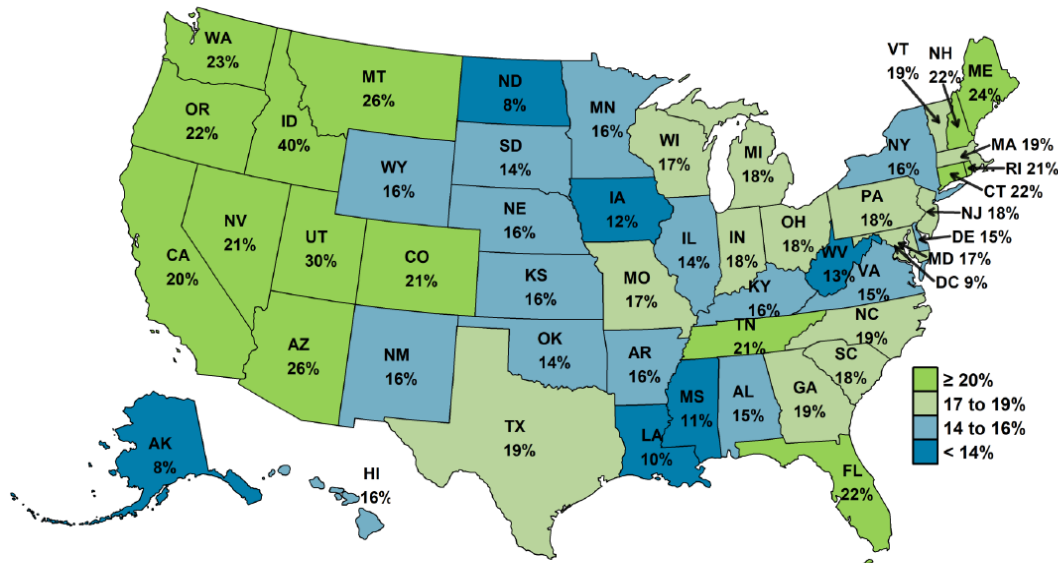 WA
23%
OR
22%
ID
40%
MT
26%
ND
8%
MN
16%
SD
14%
WY
16%
NE
16%
IA
12%
WI
17%
MI
18%
VT
19%
NH
22%
ME
24%
NY
16%
MA 19%
RI 21%
CT 22%
PA
18%
NJ 18%
DE 15%
MD 17%
DC 9%
CA
20%
NV
21%
UT
30%
CO
21%
KS
16%
MO
17%
IL
14%
IN
18%
OH
18%
WV
13%
VA
15%
KY
16%
TN
21%
NC
19%
SC
18%
AZ
26%
NM
16%
OK
14%
AR
16%
TX
19%
LA
10%
MS
11%
AL
15%
GA
19%
FL
22%
AK
8%
HI
16%
≥ 20%
17 to 19%
14 to 16%
< 14%